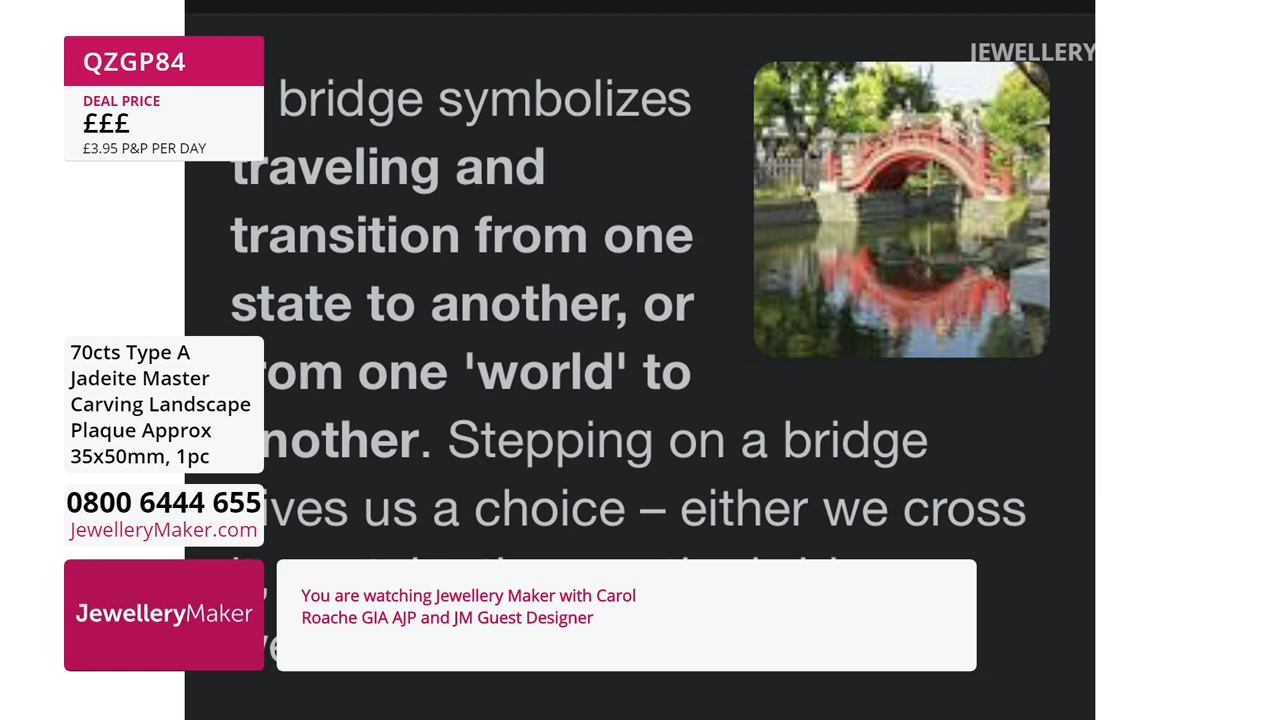 QZGP84
DEAL PRICE
£££
£3.95 P&P PER DAY
JEWELLERY
bridge symbolizes
traveling and
transition from one
state to another, or
from one 'world' to
another. Stepping on a bridge
gives us a choice – either we cross
70cts Type A
Jadeite Master
Carving Landscape
Plaque Approx
35x50mm, 1pc
0800 6444 655
JewelleryMaker.com
JewelleryMaker
You are watching Jewellery Maker with Carol
Roache GIA AJP and JM Guest Designer